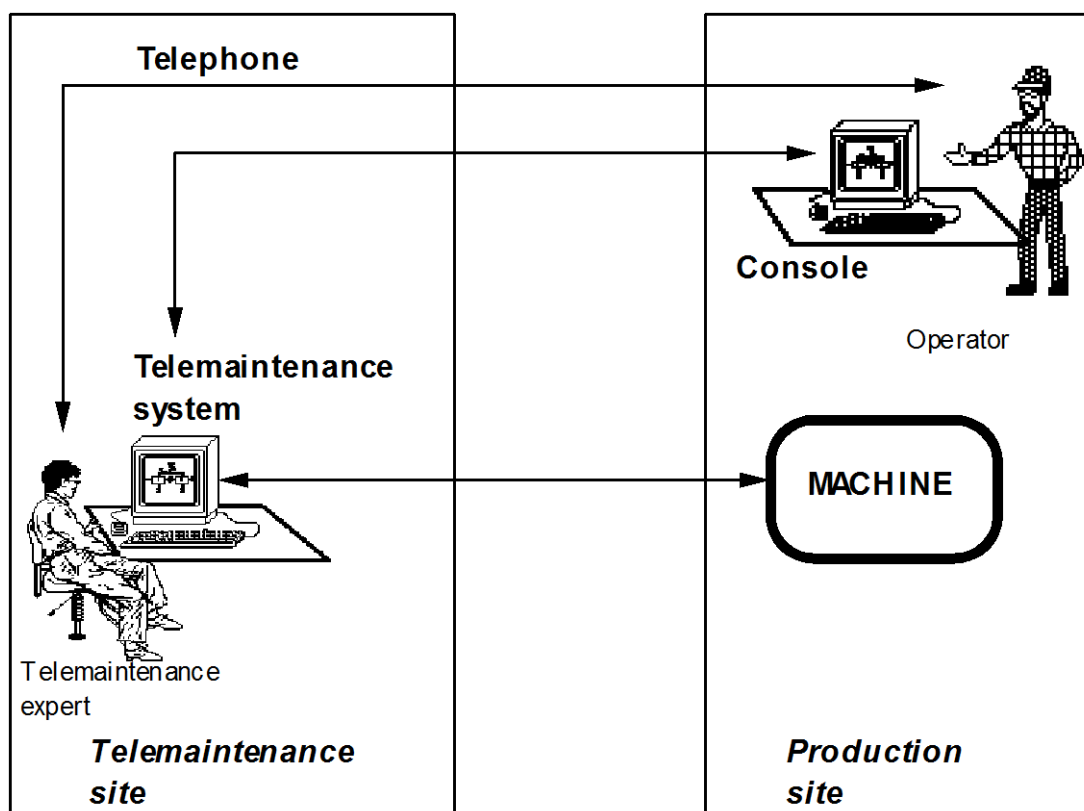 Telephone
Console
Operator
Telemaintenance
system
MACHINE
Telemaintenance
expert
Telemaintenance
site
Production
site